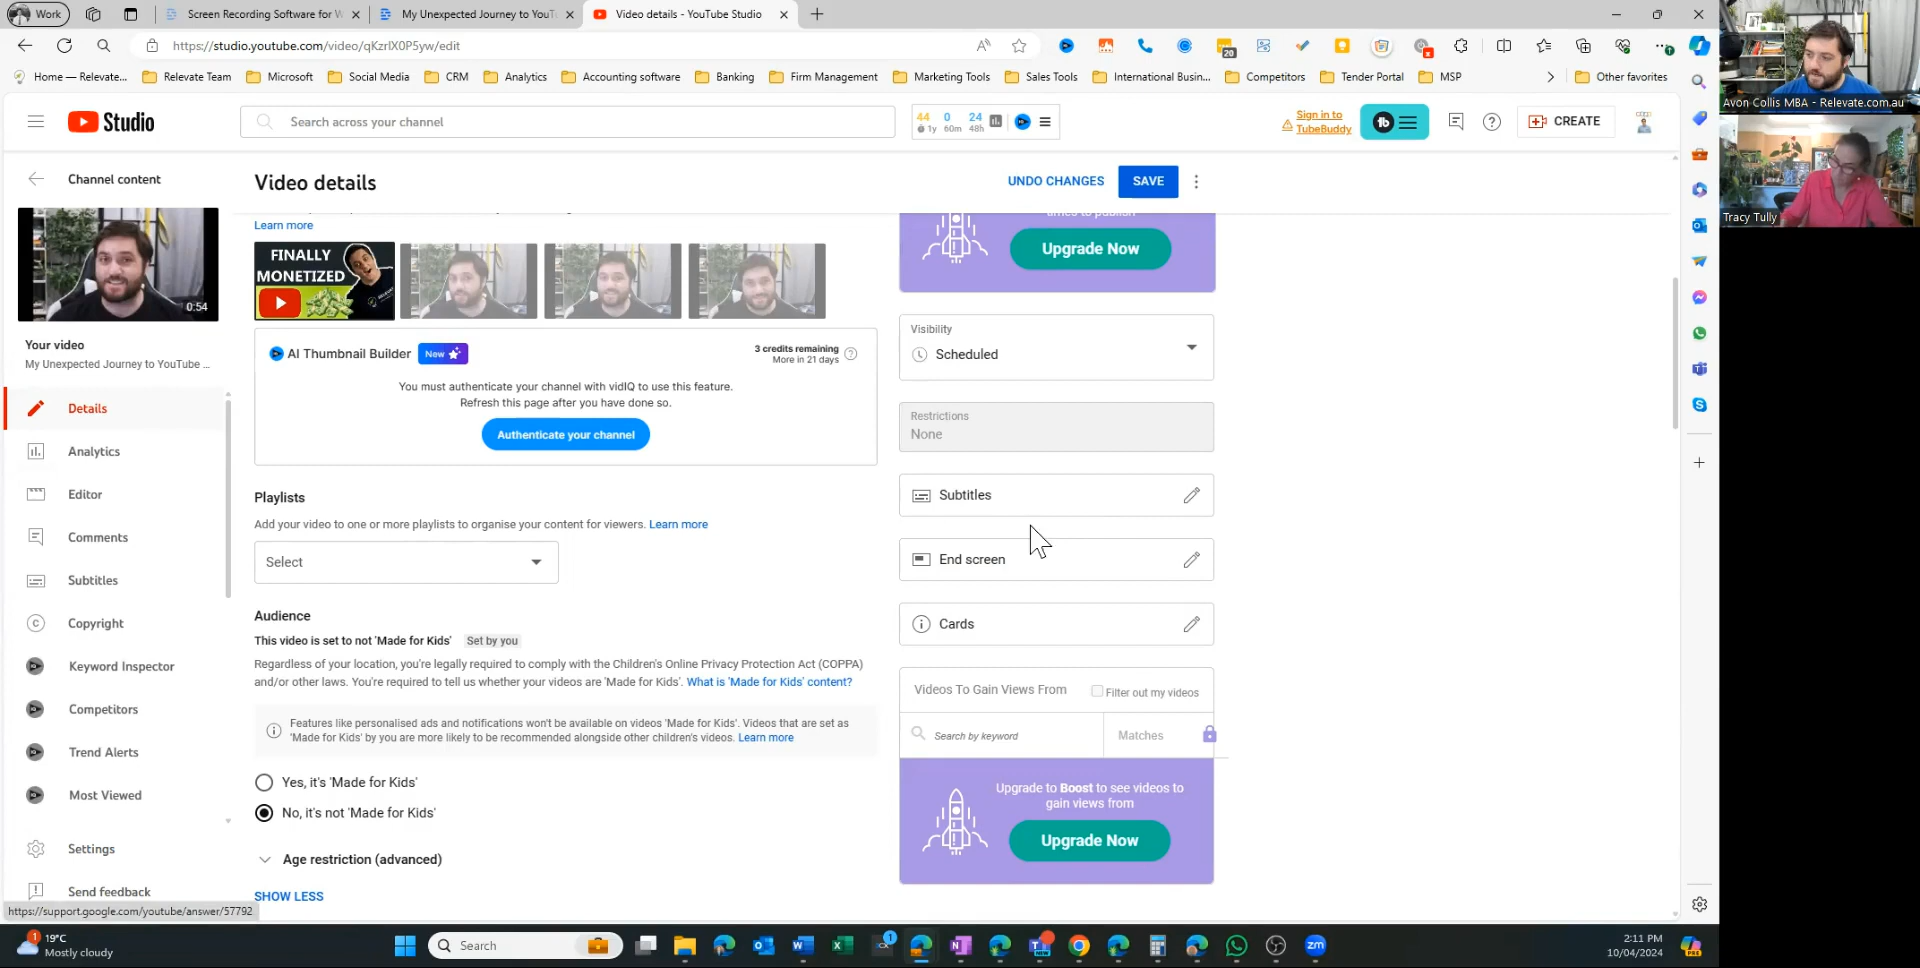 Work
Screen Recording Software for W
My Unexpected Journey to YouT
Video details - YouTube Studio
https://studio.youtube.com/video/qKzrIX0P5yw/edit
20
Home — Relevate...
Relevate Team
Microsoft
Social Media
CRM
Analytics
Accounting software
Banking
Firm Management
Marketing Tools
Sales Tools
International Busin...
Competitors
Tender Portal
MSP
Other favorites
Studio
Search across your channel
44 0 24
1y 60m 48h
Sign in to
TubeBuddy
tb
CREATE
Channel content
Video details
UNDO CHANGES
SAVE
0:54
Your video
My Unexpected Journey to YouTube ...
Details
Analytics
Editor
Comments
Subtitles
Copyright
Keyword Inspector
Competitors
Trend Alerts
Most Viewed
Settings
Send feedback
https://support.google.com/youtube/answer/57792
Learn more
FINALLY
MONETIZED
AI Thumbnail Builder
New
3 credits remaining
More in 21 days
You must authenticate your channel with vidIQ to use this feature.
Refresh this page after you have done so.
Authenticate your channel
Playlists
Add your video to one or more playlists to organise your content for viewers. Learn more
Select
Audience
This video is set to not 'Made for Kids' Set by you
Regardless of your location, you're legally required to comply with the Children's Online Privacy Protection Act (COPPA)
and/or other laws. You're required to tell us whether your videos are 'Made for Kids'. What is 'Made for Kids' content?
Features like personalised ads and notifications won't be available on videos 'Made for Kids'. Videos that are set as
'Made for Kids' by you are more likely to be recommended alongside other children's videos. Learn more
Yes, it's 'Made for Kids'
No, it's not 'Made for Kids'
Age restriction (advanced)
SHOW LESS
times to publish
Upgrade Now
Visibility
Scheduled
Restrictions
None
Subtitles
End screen
Cards
Videos To Gain Views From
Filter out my videos
Search by keyword
Matches
Upgrade to Boost to see videos to
gain views from
Upgrade Now
Avon Collis MBA - Relevate.com.au
Tracy Tully
1
19°C
Mostly cloudy
Search
1
zm
2:11 PM
10/04/2024